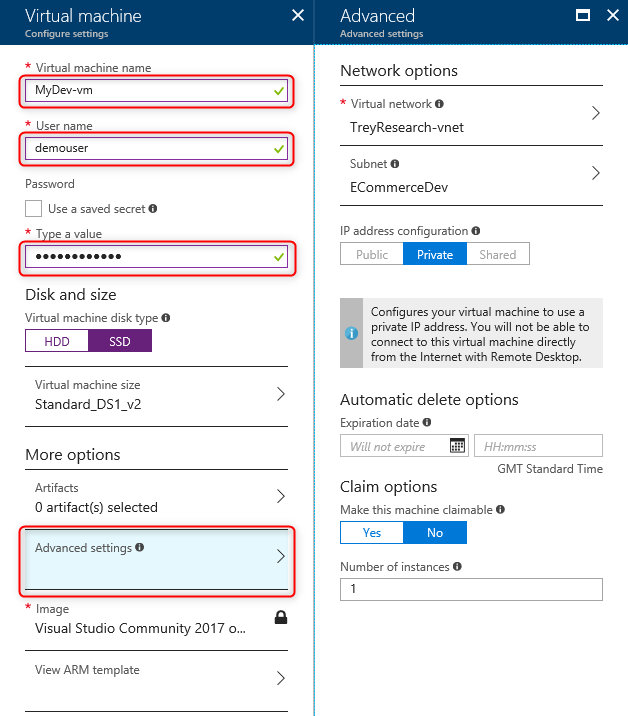 Virtual machine
Configure settings
* Virtual machine name
MyDev-vm
* User name
demouser
Password
Use a saved secret
* Type a value
••••••••••••
Disk and size
Virtual machine disk type
HDD SSD
Virtual machine size
Standard_DS1_v2
More options
Artifacts
0 artifact(s) selected
Advanced settings
* Image
Visual Studio Community 2017 o...
View ARM template
Advanced
Advanced settings
Network options
* Virtual network
TreyResearch-vnet
Subnet
ECommerceDev
IP address configuration
Public Private Shared
Configures your virtual machine to use a
private IP address. You will not be able to
connect to this virtual machine directly
from the Internet with Remote Desktop.
Automatic delete options
Expiration date
Will not expire HH:mm:ss
GMT Standard Time
Claim options
Make this machine claimable
Yes No
Number of instances
1